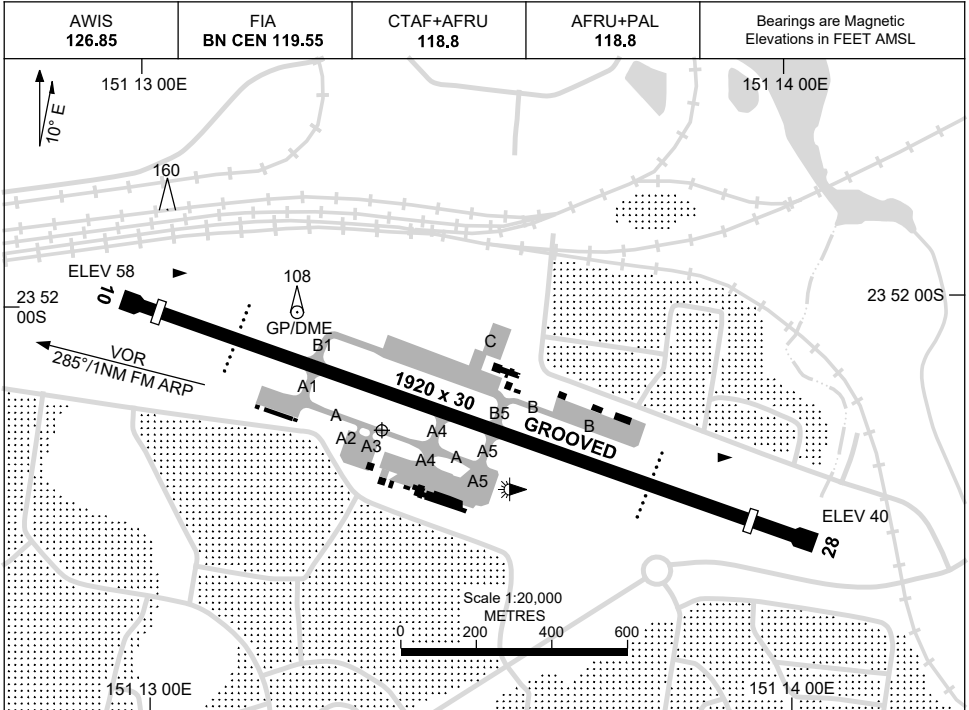 AWIS
126.85
FIA
BN CEN 119.55
CTAF+AFRU
118.8
AFRU+PAL
118.8
Bearings are Magnetic
Elevations in FEET AMSL
151 13 00E
151 14 00E
10° E
160
ELEV 58
108
23 52
00S
23 52 00S
10
GP/DME
VOR
285°/1NM FM ARP
B1
C
A1
1920 x 30
GROOVED
B5
B
B
A
A2
A3
A4
A4
A
A5
A5
ELEV 40
28
Scale 1:20,000
METRES
0 200 400 600
151 13 00E
151 14 00E